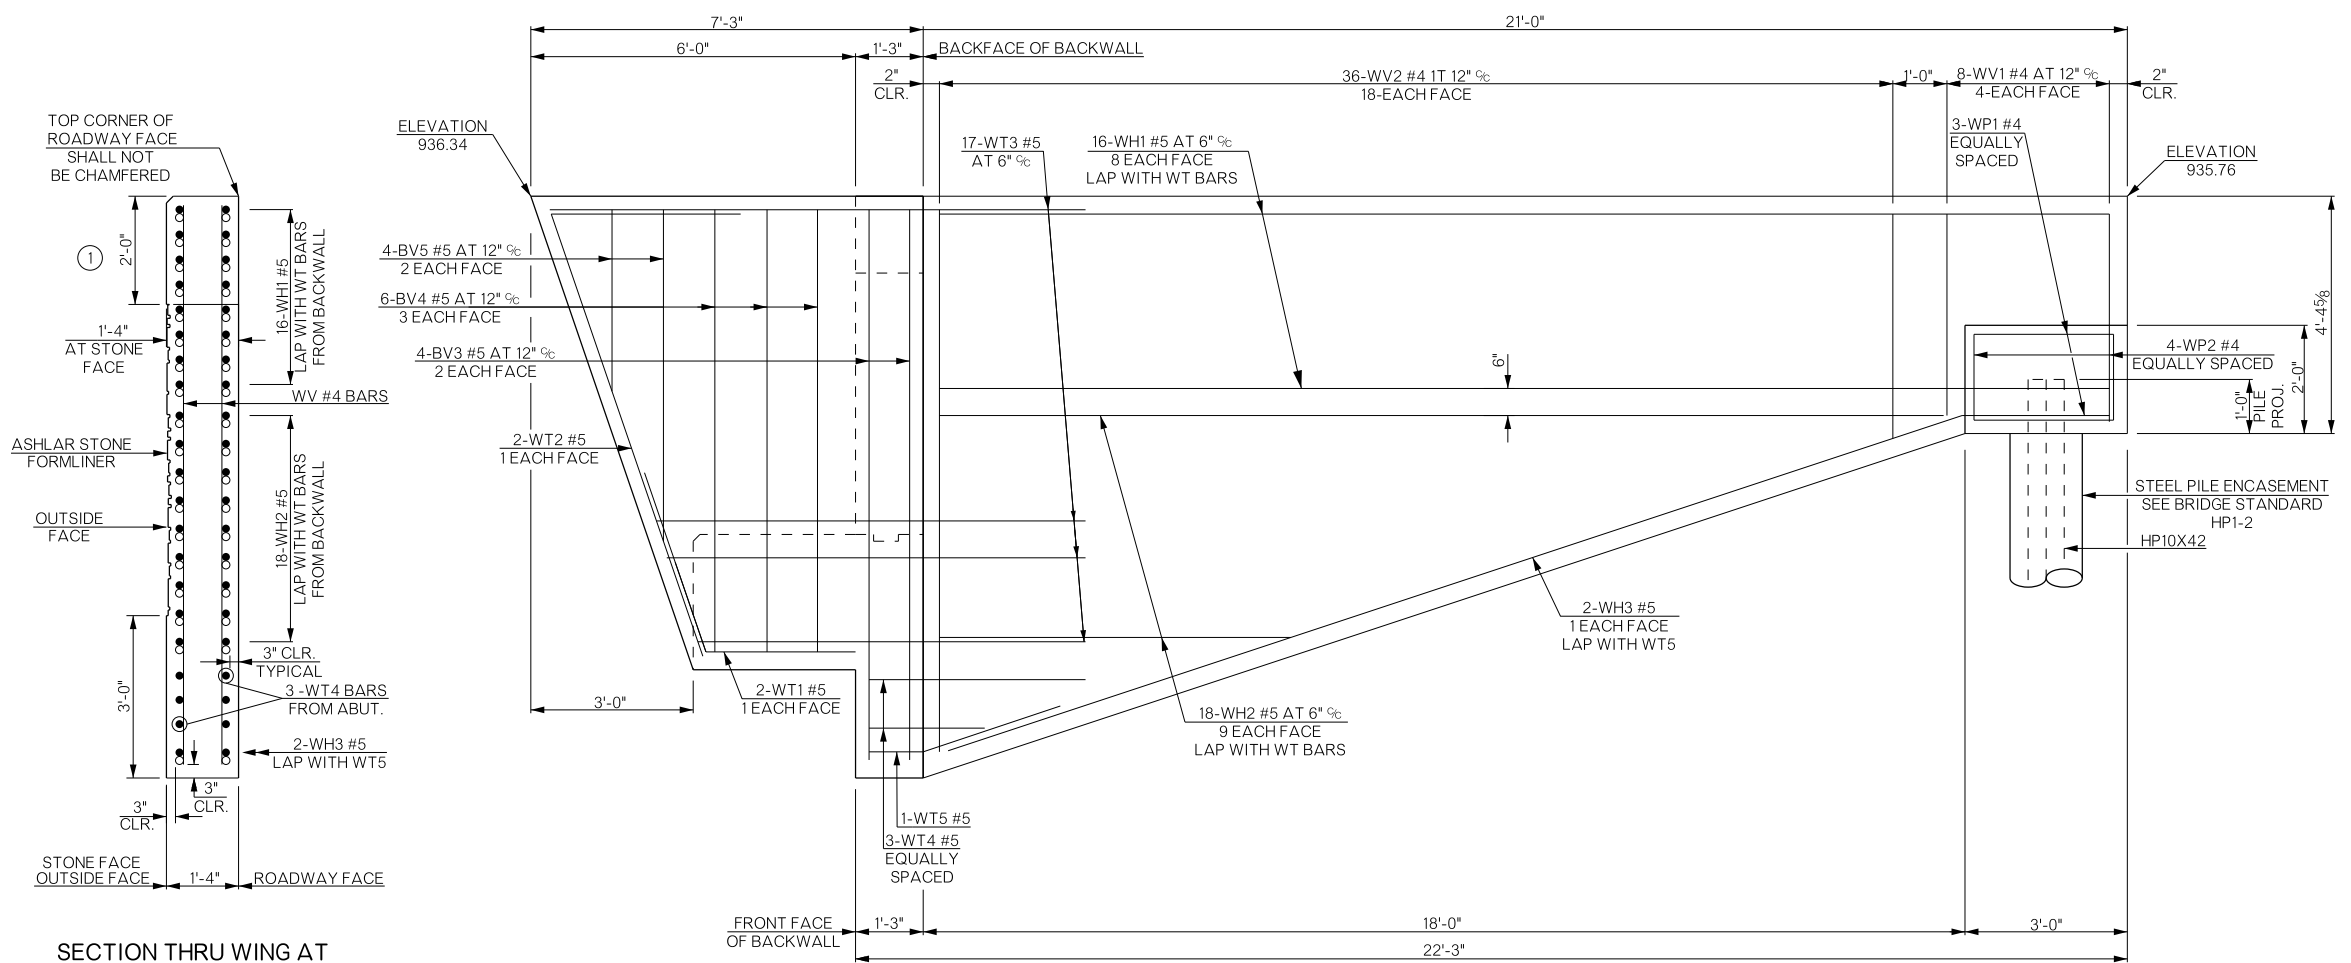 7'-3"
21'-0"
6'-0"
1'-3"
BACKFACE OF BACKWALL
2"
CLR.
36-WV2 #4 1T 12" c/c
18-EACH FACE
1'-0"
8-WV1 #4 AT 12" c/c
4-EACH FACE
2"
CLR.
TOP CORNER OF
ROADWAY FACE
SHALL NOT
BE CHAMFERED
ELEVATION
936.34
17-WT3 #5
AT 6" c/c
16-WH1 #5 AT 6" c/c
8 EACH FACE
LAP WITH WT BARS
3-WP1 #4
EQUALLY
SPACED
ELEVATION
935.76
1
2'-0"
16-WH1 #5
LAP WITH WT BARS
FROM BACKWALL
4-BV5 #5 AT 12" c/c
2 EACH FACE
6-BV4 #5 AT 12" c/c
3 EACH FACE
4-BV3 #5 AT 12" c/c
2 EACH FACE
1'-4"
AT STONE
FACE
WV #4 BARS
6"
4-WP2 #4
EQUALLY SPACED
4'-4⅝"
2'-0"
1'-0"
PILE
PROJ.
ASHLAR STONE
FORMLINER
2-WT2 #5
1 EACH FACE
18-WH2 #5
LAP WITH WT BARS
FROM BACKWALL
OUTSIDE
FACE
STEEL PILE ENCASEMENT
SEE BRIDGE STANDARD
HP1-2
HP10X42
3'-0"
3" CLR.
TYPICAL
3 -WT4 BARS
FROM ABUT.
2-WH3 #5
LAP WITH WT5
3'-0"
2-WT1 #5
1 EACH FACE
2-WH3 #5
1 EACH FACE
LAP WITH WT5
18-WH2 #5 AT 6" c/c
9 EACH FACE
LAP WITH WT BARS
3"
CLR.
3"
CLR.
1-WT5 #5
3-WT4 #5
EQUALLY
SPACED
STONE FACE
OUTSIDE FACE
1'-4"
ROADWAY FACE
FRONT FACE
OF BACKWALL
1'-3"
18'-0"
3'-0"
22'-3"
SECTION THRU WING AT